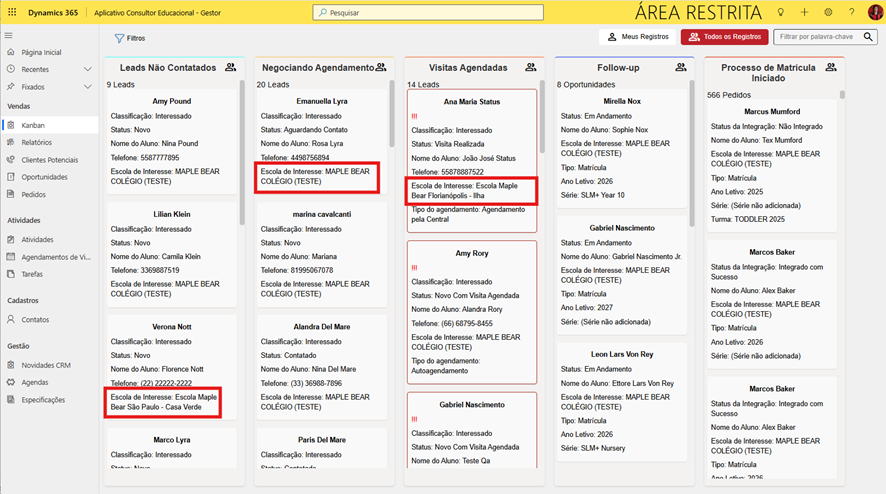 Dynamics 365
Aplicativo Consultor Educacional - Gestor
Pesquisar
ÁREA RESTRITA
Filtros
Meus Registros
Todos os Registros
Filtrar por palavra-chave
Página Inicial
Recentes
Fixados
Vendas
Kanban
Relatórios
Clientes Potenciais
Oportunidades
Pedidos
Atividades
Atividades
Agendamentos de Vi...
Tarefas
Cadastros
Contatos
Gestão
Novidades CRM
Agendas
Especificações
Leads Não Contatados
9 Leads
Amy Pound
Classificação: Interessado
Status: Novo
Nome do Aluno: Nina Pound
Telefone: 5587777895
Escola de Interesse: MAPLE BEAR
COLÉGIO (TESTE)
Lilian Klein
Classificação: Interessado
Status: Novo
Nome do Aluno: Camila Klein
Telefone: 3369887519
Escola de Interesse: MAPLE BEAR
COLÉGIO (TESTE)
Verona Nott
Classificação: Interessado
Status: Novo
Nome do Aluno: Florence Nott
Telefone: (22) 22222-2222
Escola de Interesse: Escola Maple
Bear São Paulo - Casa Verde
Marco Lyra
Classificação: Interessado
Status: Novo
Negociando Agendamento
20 Leads
Emanuella Lyra
Classificação: Interessado
Status: Aguardando Contato
Nome do Aluno: Rosa Lyra
Telefone: 4498756894
Escola de Interesse: MAPLE BEAR
COLÉGIO (TESTE)
marina cavalcanti
Classificação: Interessado
Status: Novo
Nome do Aluno: Mariana
Telefone: 81995067078
Escola de Interesse: MAPLE BEAR
COLÉGIO (TESTE)
Alandra Del Mare
Classificação: Interessado
Status: Contatado
Nome do Aluno: Nina Del Mare
Telefone: (33) 36988-7896
Escola de Interesse: MAPLE BEAR
COLÉGIO (TESTE)
Paris Del Mare
Classificação: Interessado
Status: Contatado
Visitas Agendadas
14 Leads
Ana Maria Status
!!!
Classificação: Interessado
Status: Visita Realizada
Nome do Aluno: João José Status
Telefone: 55878887522
Escola de Interesse: Escola Maple
Bear Florianópolis - Ilha
Tipo do agendamento: Agendamento
pela Central
Amy Rory
!!!
Classificação: Interessado
Status: Novo Com Visita Agendada
Nome do Aluno: Alandra Rory
Telefone: (66) 68795-8455
Escola de Interesse: MAPLE BEAR
COLÉGIO (TESTE)
Tipo do agendamento:
Autoagendamento
Gabriel Nascimento
!!!
Classificação: Interessado
Status: Novo Com Visita Agendada
Nome do Aluno: Teste Qa
Follow-up
8 Oportunidades
Mirella Nox
Status: Em Andamento
Nome do Aluno: Sophie Nox
Escola de Interesse: MAPLE BEAR
COLÉGIO (TESTE)
Tipo: Matrícula
Ano Letivo: 2026
Série: SLM+ Year 10
Gabriel Nascimento
Status: Em Andamento
Nome do Aluno: Gabriel Nascimento Jr.
Escola de Interesse: MAPLE BEAR
COLÉGIO (TESTE)
Tipo: Matrícula
Ano Letivo: 2027
Série: (Série não adicionada)
Leon Lars Von Rey
Status: Em Andamento
Nome do Aluno: Ettore Lars Von Rey
Escola de Interesse: MAPLE BEAR
COLÉGIO (TESTE)
Tipo: Matrícula
Ano Letivo: 2026
Série: SLM+ Nursery
Processo de Matricula
Iniciado
566 Pedidos
Marcus Mumford
Status da Integração: Não Integrado
Nome do Aluno: Tex Mumford
Escola de Interesse: MAPLE BEAR
COLÉGIO (TESTE)
Tipo: Matrícula
Ano Letivo: 2025
Série: (Série não adicionada)
Turma: TODDLER 2025
Marcos Baker
Status da Integração: Integrado com
Sucesso
Nome do Aluno: Alex Baker
Escola de Interesse: MAPLE BEAR
COLÉGIO (TESTE)
Tipo: Matrícula
Série: (Série não adicionada)
Marcos Baker
Status da Integração: Integrado com
Sucesso
Nome do Aluno: Alex Baker
Escola de Interesse: MAPLE BEAR
COLÉGIO (TESTE)
Tipo: Matrícula
Ano Letivo: 2026